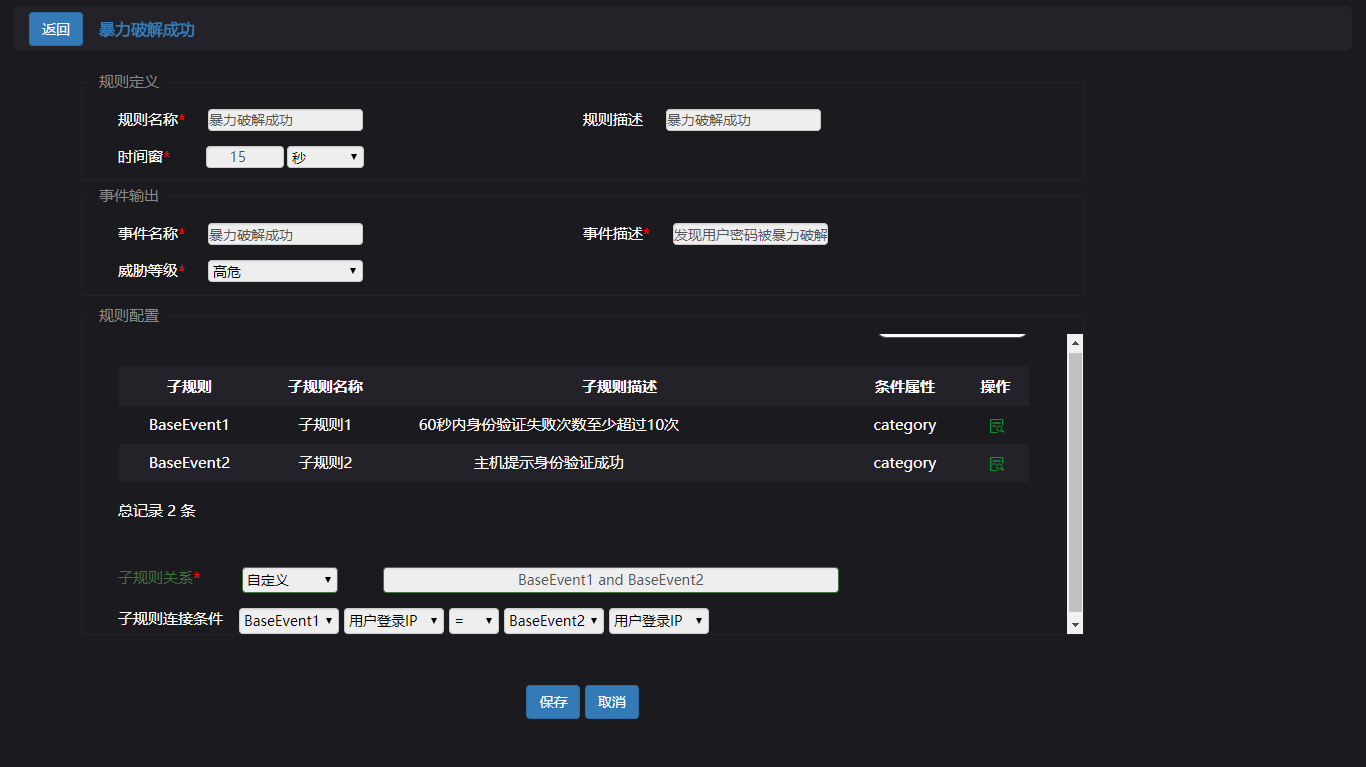 返回 暴力破解成功
规则定义
规则名称* 暴力破解成功 规则描述 暴力破解成功
时间窗* 15 秒
事件输出
事件名称* 暴力破解成功 事件描述* 发现用户密码被暴力破解
威胁等级* 高危
规则配置
子规则 子规则名称 子规则描述 条件属性 操作
BaseEvent1 子规则1 60秒内身份验证失败次数至少超过10次 category
BaseEvent2 子规则2 主机提示身份验证成功 category
总记录 2 条
子规则关系* 自定义 BaseEvent1 and BaseEvent2
子规则连接条件 BaseEvent1 用户登录IP = BaseEvent2 用户登录IP
保存 取消